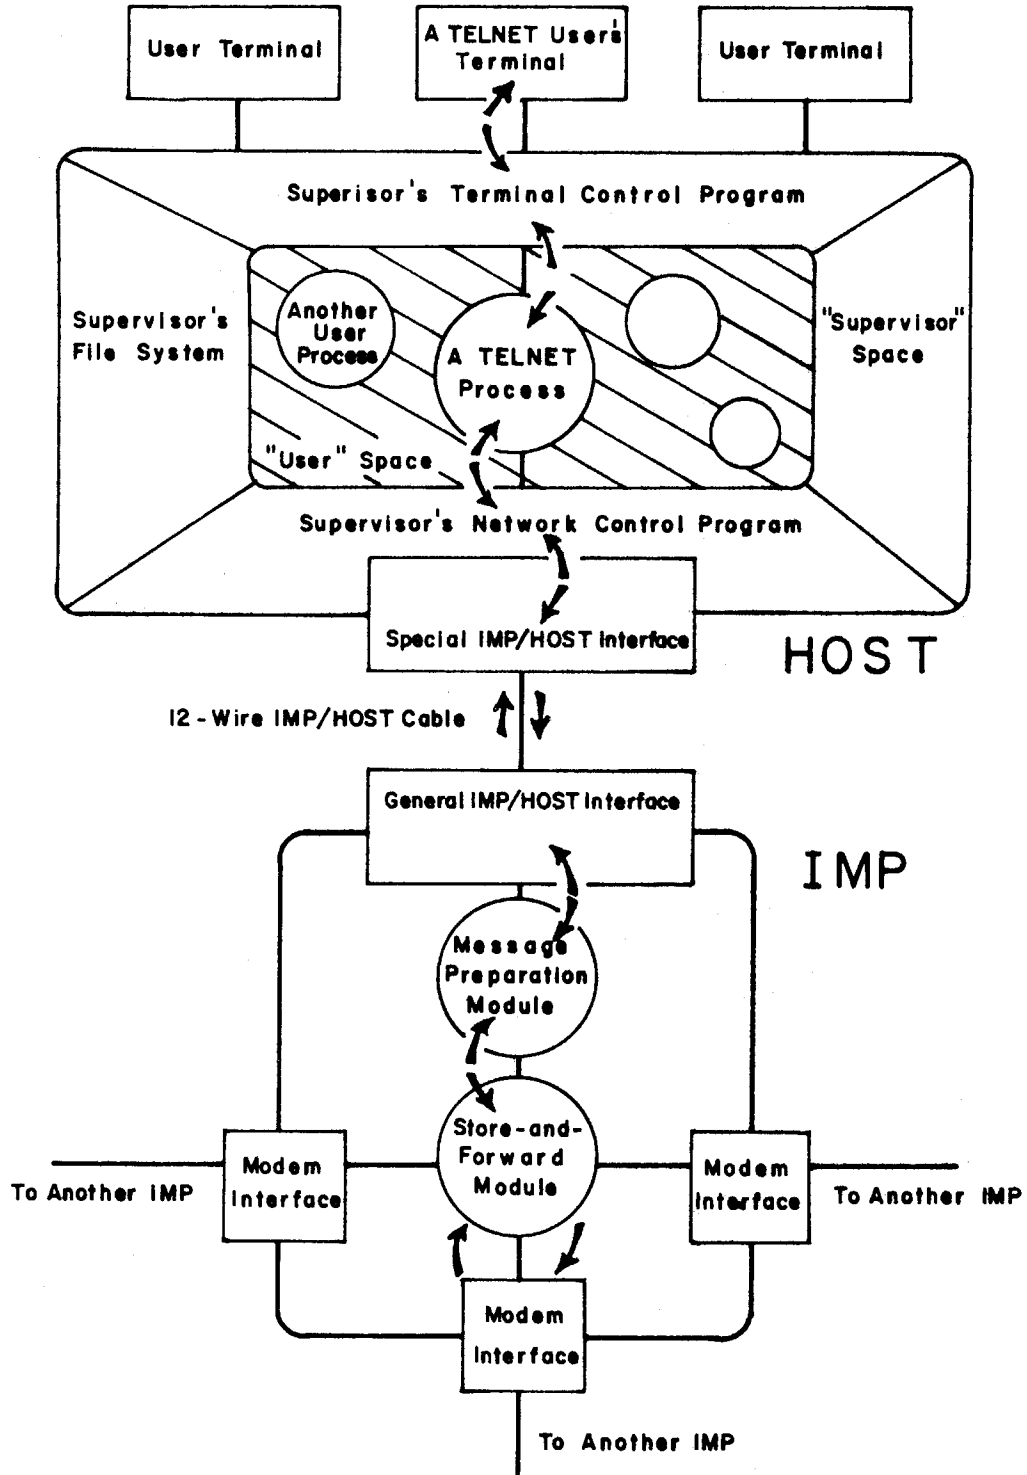 User Terminal
A TELNET User's
Terminal
User Terminal
Superisor's Terminal Control Program
Supervisor's
File System
Another
User
Process
A TELNET
Process
"Supervisor"
Space
"User" Space
Supervisor's Network Control Program
Special IMP/HOST Interface
HOST
12-Wire IMP/HOST Cable
General IMP/HOST Interface
IMP
Message
Preparation
Module
Store-and-
Forward
Module
Modem
Interface
To Another IMP
Modem
Interface
To Another IMP
Modem
Interface
To Another IMP